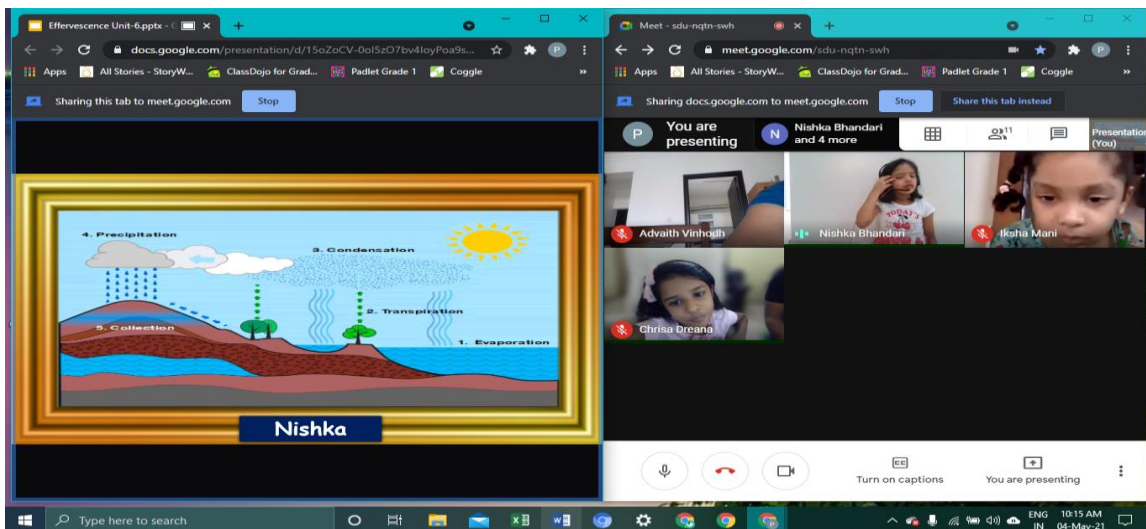 Effervescence Unit-6.pptx - G
docs.google.com/presentation/d/15oZoCV-0oI5zO7bv4IoyPoa9s...
Apps All Stories - StoryW... ClassDojo for Grad... Padlet Grade 1 Coggle »
Sharing this tab to meet.google.com Stop
4. Precipitation
3. Condensation
2. Transpiration
5. Collection
1. Evaporation
Nishka
Meet - sdu-nqtn-swh
meet.google.com/sdu-nqtn-swh
P
Apps All Stories - StoryW... ClassDojo for Grad... Padlet Grade 1 Coggle »
Sharing docs.google.com to meet.google.com Stop Share this tab instead
P You are presenting
N Nishka Bhandari and 4 more
11
Presentation (You)
TODAY'S
Advaith Vinhodh
Nishka Bhandari
Iksha Mani
Chrisa Dreana
CC
Turn on captions
You are presenting
Type here to search
ENG
IN
10:15 AM
04-May-21